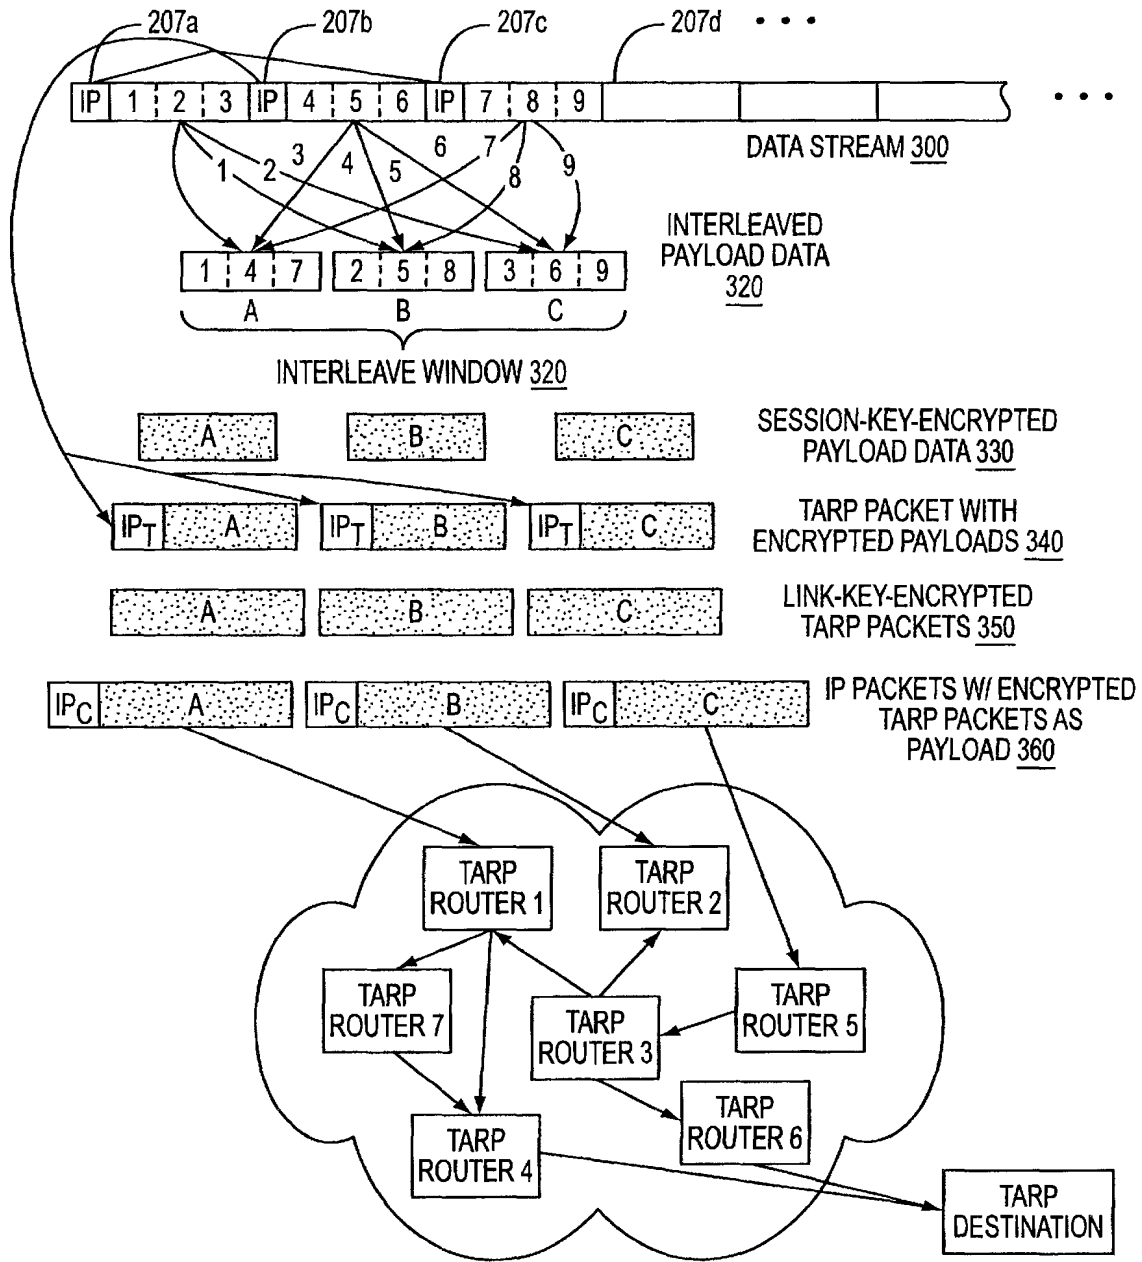 207a 207b 207c 207d • • •
IP 1 2 3 IP 4 5 6 IP 7 8 9 • • •
DATA STREAM 300
1 2 3 4 5 6 7 8 9
INTERLEAVED
PAYLOAD DATA
320
1 4 7 2 5 8 3 6 9
A B C
INTERLEAVE WINDOW 320
A B C
SESSION-KEY-ENCRYPTED
PAYLOAD DATA 330
IPT A IPT B IPT C
TARP PACKET WITH
ENCRYPTED PAYLOADS 340
A B C
LINK-KEY-ENCRYPTED
TARP PACKETS 350
IPC A IPC B IPC C
IP PACKETS W/ ENCRYPTED
TARP PACKETS AS
PAYLOAD 360
TARP
ROUTER 1
TARP
ROUTER 2
TARP
ROUTER 7
TARP
ROUTER 3
TARP
ROUTER 5
TARP
ROUTER 4
TARP
ROUTER 6
TARP
DESTINATION